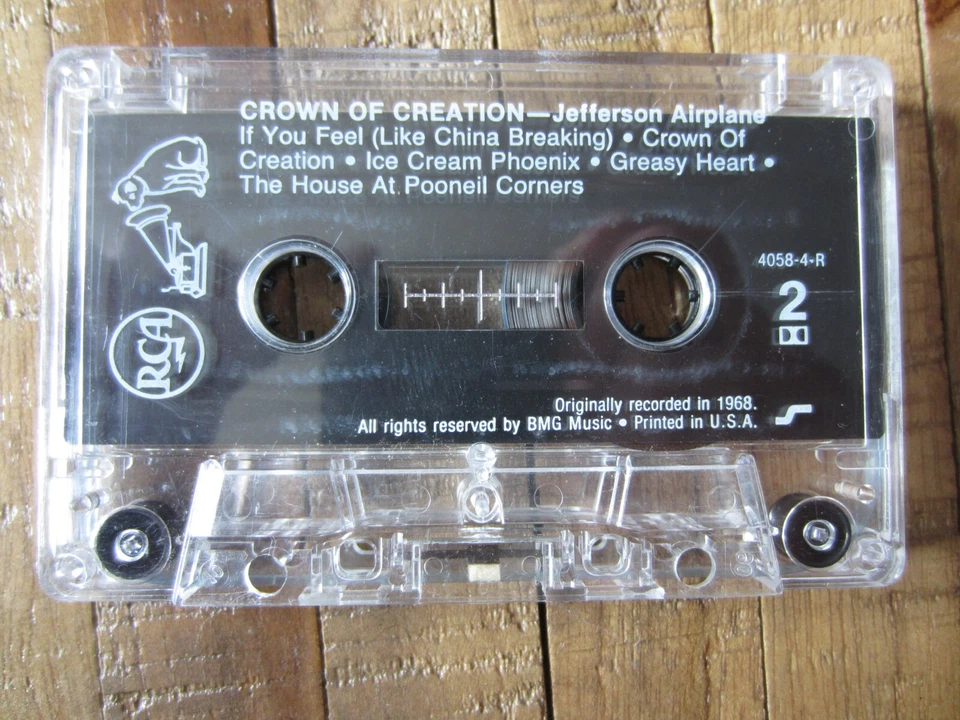 CROWN OF CREATION—Jefferson Airplane
If You Feel (Like China Breaking) • Crown Of
Creation • Ice Cream Phoenix • Greasy Heart •
The House At Pooneil Corners
4058-4-R
2
RCA
Originally recorded in 1968.
All rights reserved by BMG Music • Printed in U.S.A.